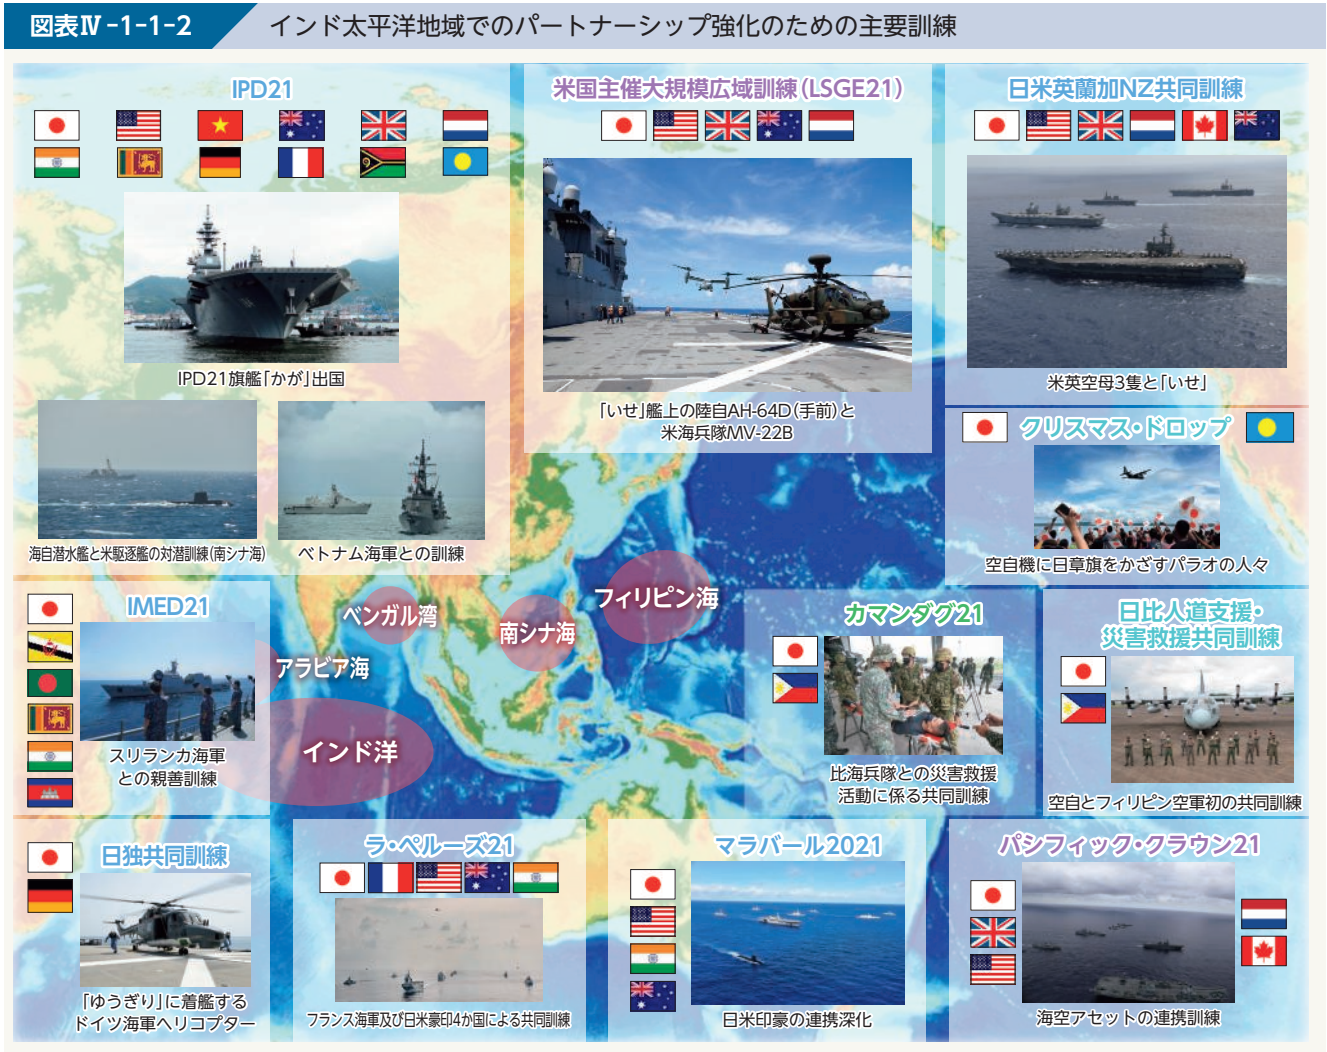 図表Ⅳ-1-1-2
インド太平洋地域でのパートナーシップ強化のための主要訓練
IPD21
IPD21旗艦「かが」出国
海自潜水艦と米駆逐艦の対潜訓練(南シナ海)
ベトナム海軍との訓練
米国主催大規模広域訓練(LSGE21)
「いせ」艦上の陸自AH-64D(手前)と
米海兵隊MV-22B
日米英蘭加NZ共同訓練
米英空母3隻と「いせ」
クリスマス・ドロップ
空自機に日章旗をかざすパラオの人々
ベンガル湾
アラビア海
インド洋
南シナ海
フィリピン海
IMED21
スリランカ海軍
との親善訓練
カマンダグ21
比海兵隊との災害救援
活動に係る共同訓練
日比人道支援・
災害救援共同訓練
空自とフィリピン空軍初の共同訓練
日独共同訓練
「ゆうぎり」に着艦する
ドイツ海軍ヘリコプター
ラ・ペルーズ21
フランス海軍及び日米豪印4か国による共同訓練
マラバール2021
日米印豪の連携深化
パシフィック・クラウン21
海空アセットの連携訓練